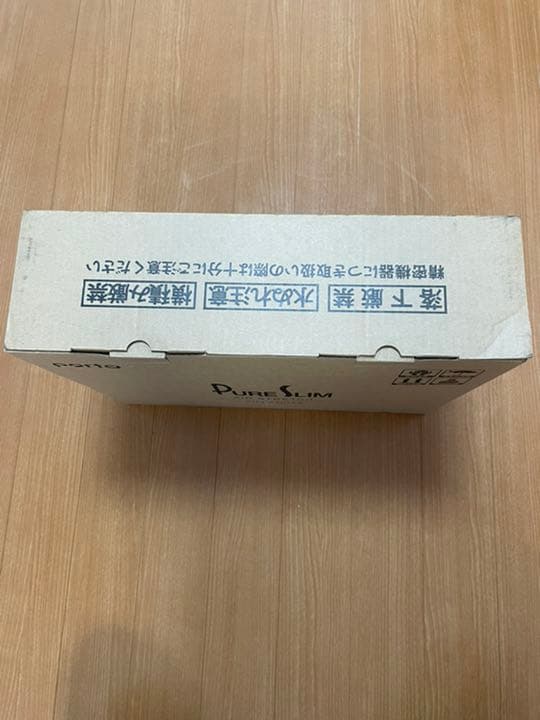 落下厳禁 水ぬれ注意 横積み厳禁
精密機器につき取扱いの際は十分にご注意ください
porto
PURE SLIM